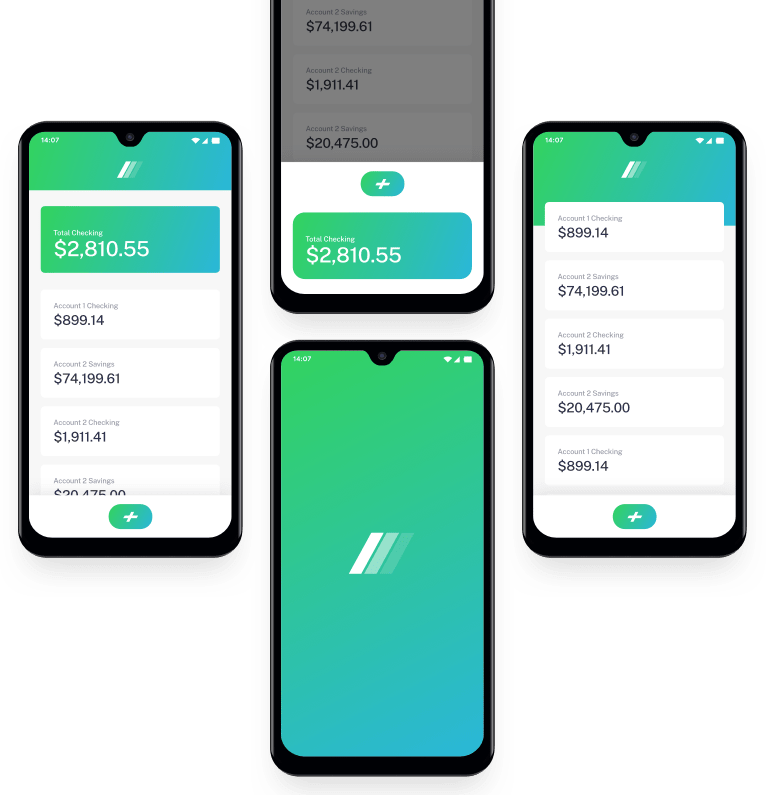 14:07
Total Checking
$2,810.55
Account 1 Checking
$899.14
Account 2 Savings
$74,199.61
Account 2 Checking
$1,911.41
Account 2 Savings
$20,475.00
Account 2 Savings
$74,199.61
Account 2 Checking
$1,911.41
Account 2 Savings
$20,475.00
Total Checking
$2,810.55
14:07
14:07
Account 1 Checking
$899.14
Account 2 Savings
$74,199.61
Account 2 Checking
$1,911.41
Account 2 Savings
$20,475.00
Account 1 Checking
$899.14